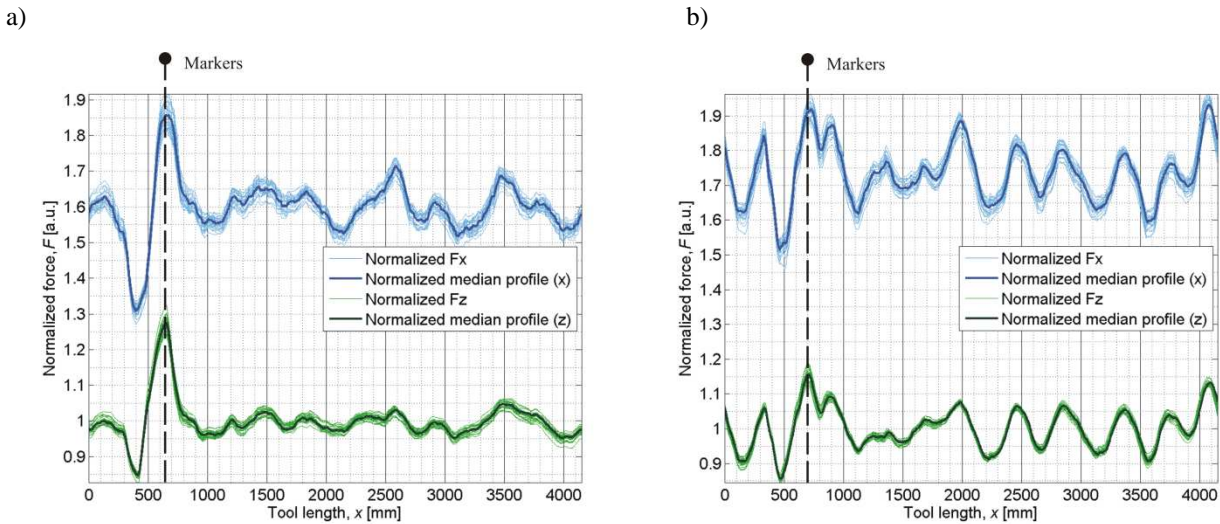 a)
Markers
1.9
1.8
1.7
1.6
1.5
1.4
1.3
1.2
1.1
1
0.9
Normalized force, F [a.u.]
Normalized Fx
Normalized median profile (x)
Normalized Fz
Normalized median profile (z)
0 500 1000 1500 2000 2500 3000 3500 4000
Tool length, x [mm]
b)
Markers
1.9
1.8
1.7
1.6
1.5
1.4
1.3
1.2
1.1
1
0.9
Normalized force, F [a.u.]
Normalized Fx
Normalized median profile (x)
Normalized Fz
Normalized median profile (z)
0 500 1000 1500 2000 2500 3000 3500 4000
Tool length, x [mm]